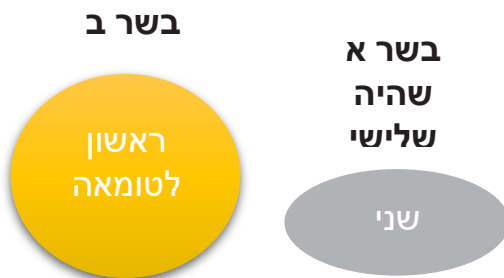 בשר א
שהיה
שלישי
שני
בשר ב
ראשון
לטומאה